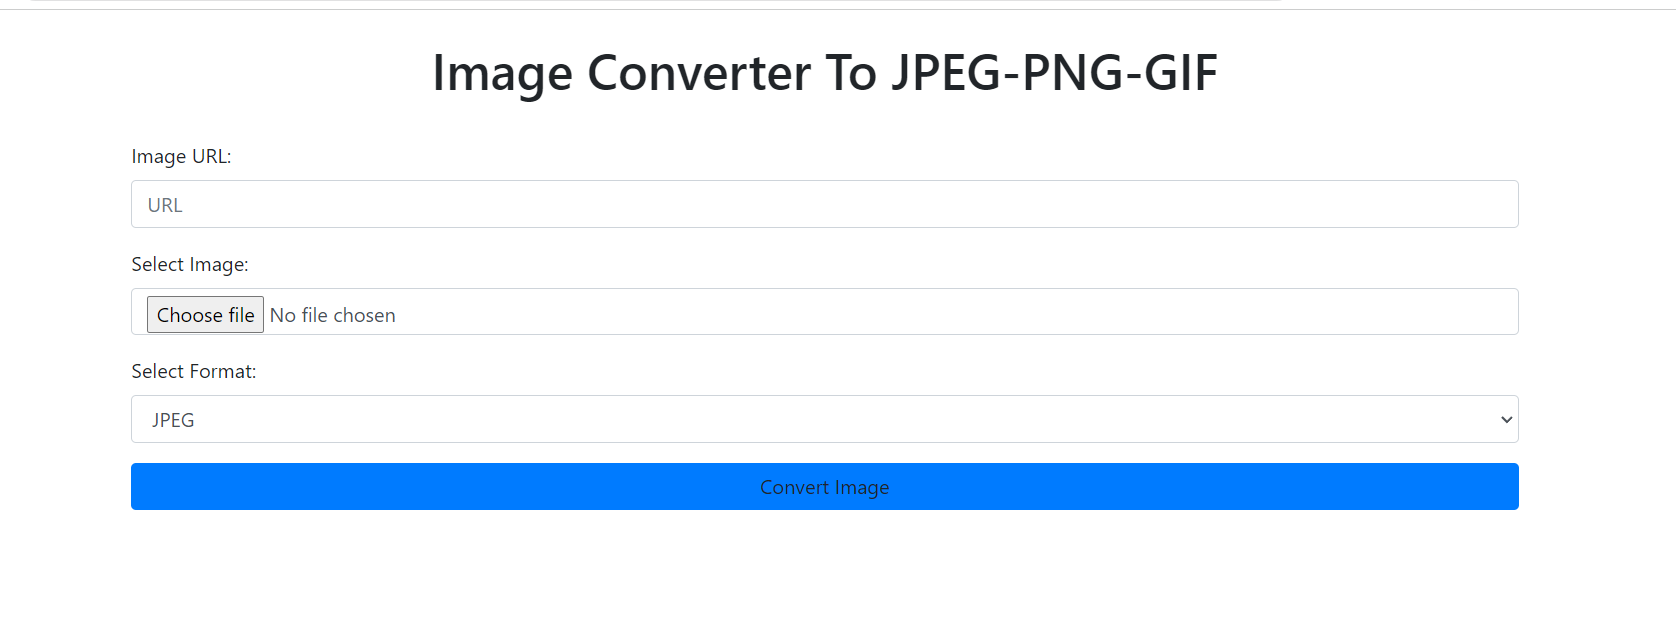 Image Converter To JPEG-PNG-GIF
Image URL:
URL
Select Image:
Choose file No file chosen
Select Format:
JPEG
Convert Image